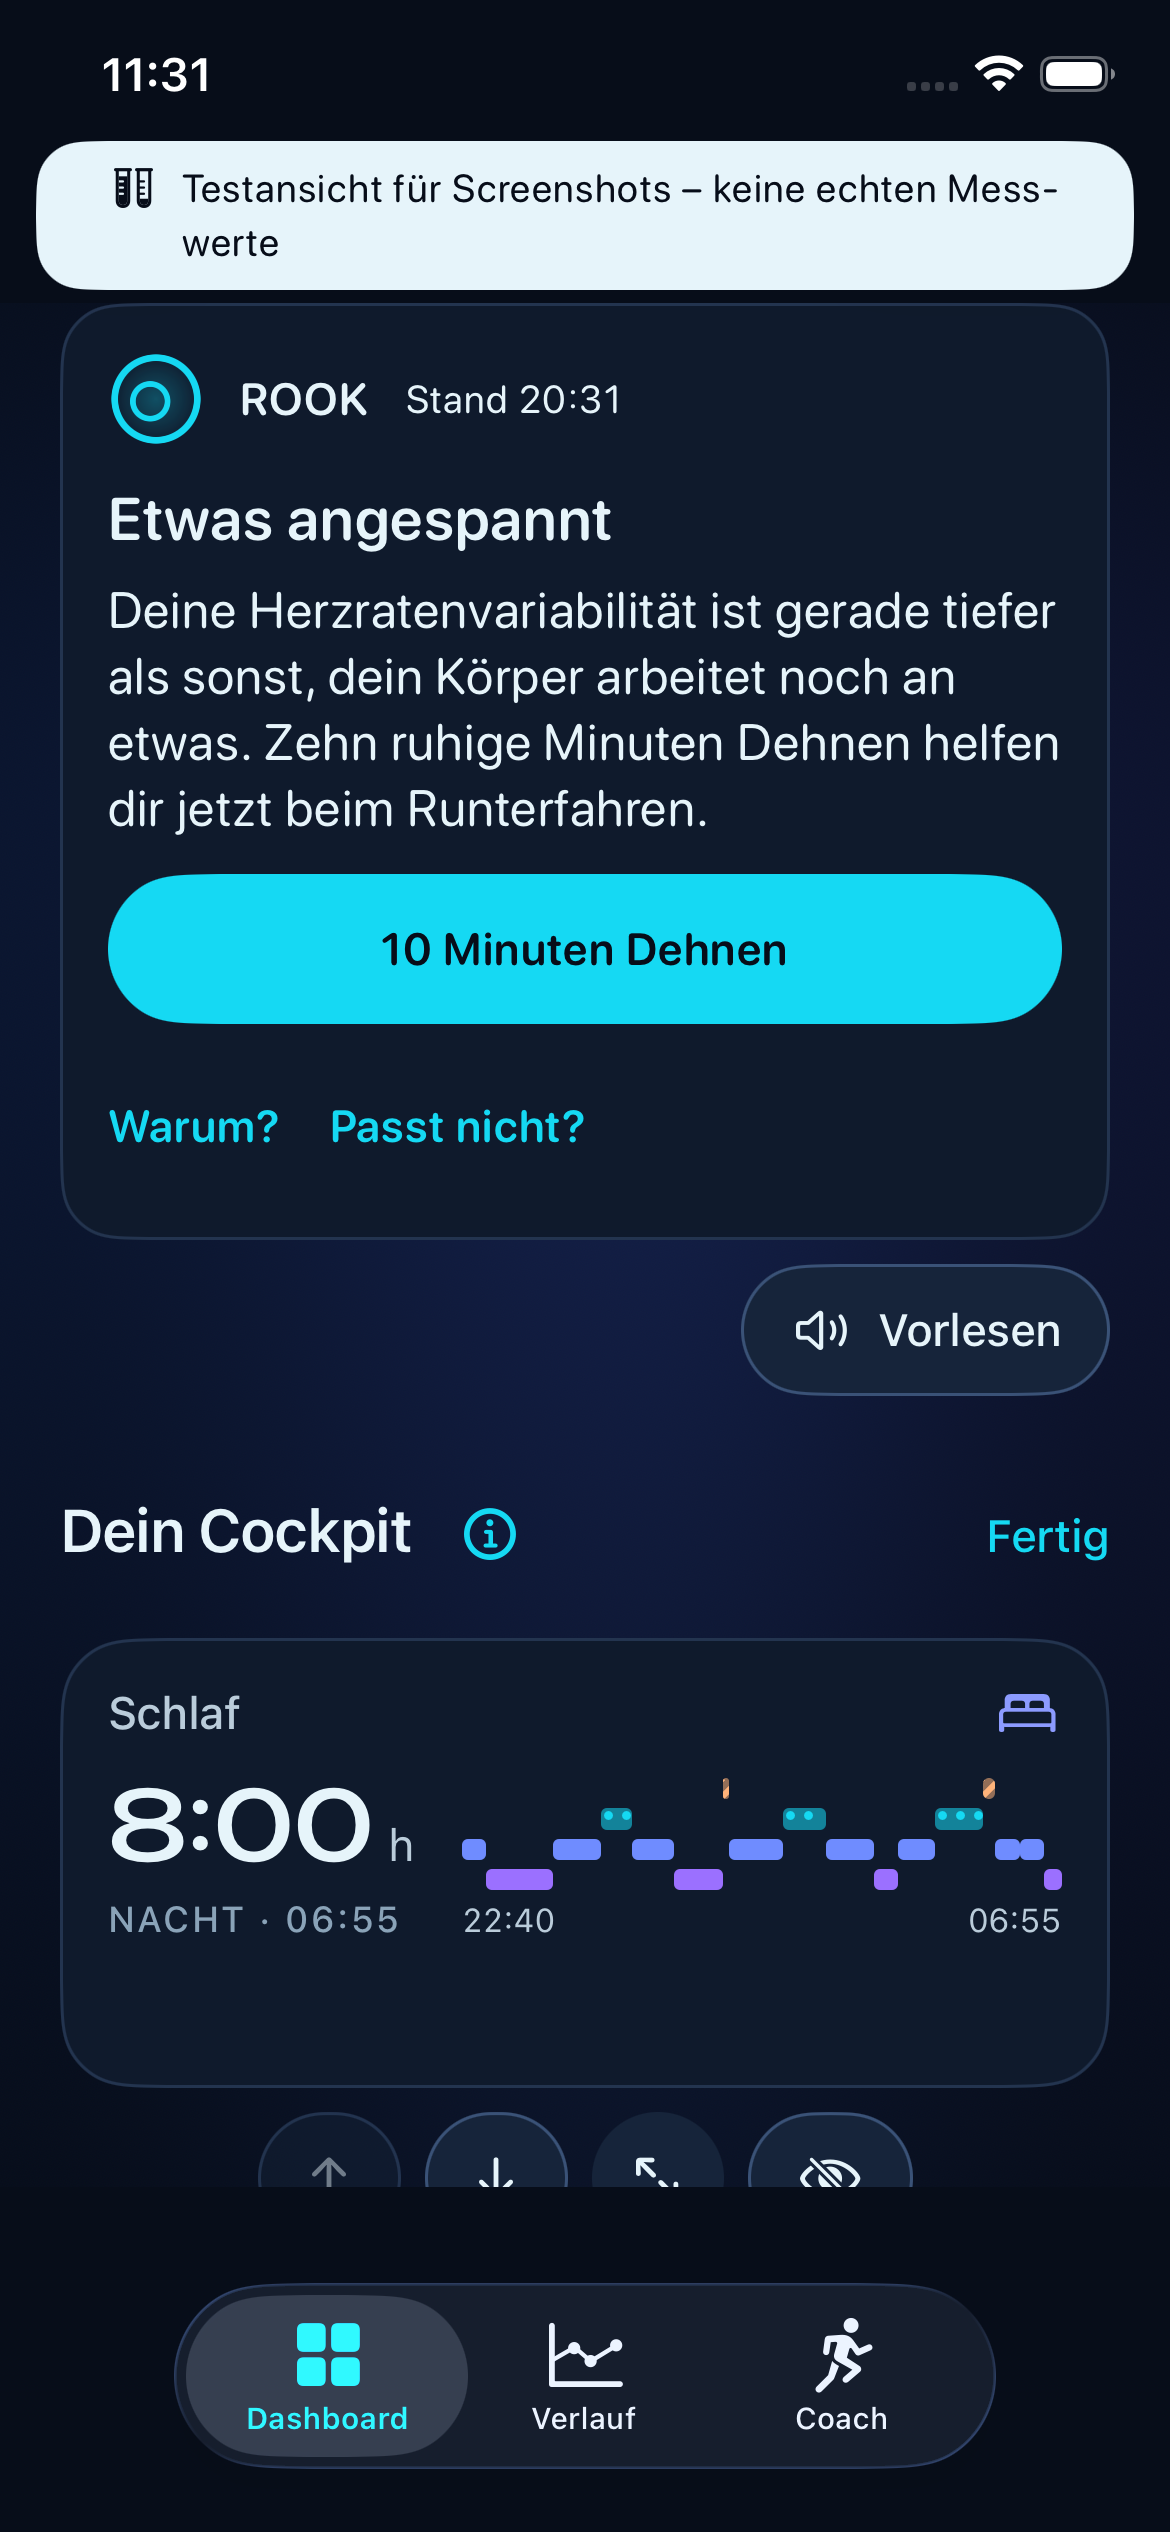 11:31
Testansicht für Screenshots – keine echten Mess-
werte
ROOK Stand 20:31
Etwas angespannt
Deine Herzratenvariabilität ist gerade tiefer
als sonst, dein Körper arbeitet noch an
etwas. Zehn ruhige Minuten Dehnen helfen
dir jetzt beim Runterfahren.
10 Minuten Dehnen
Warum? Passt nicht?
Vorlesen
Dein Cockpit Fertig
Schlaf
8:00 h
NACHT · 06:55
22:40 06:55
Dashboard Verlauf Coach